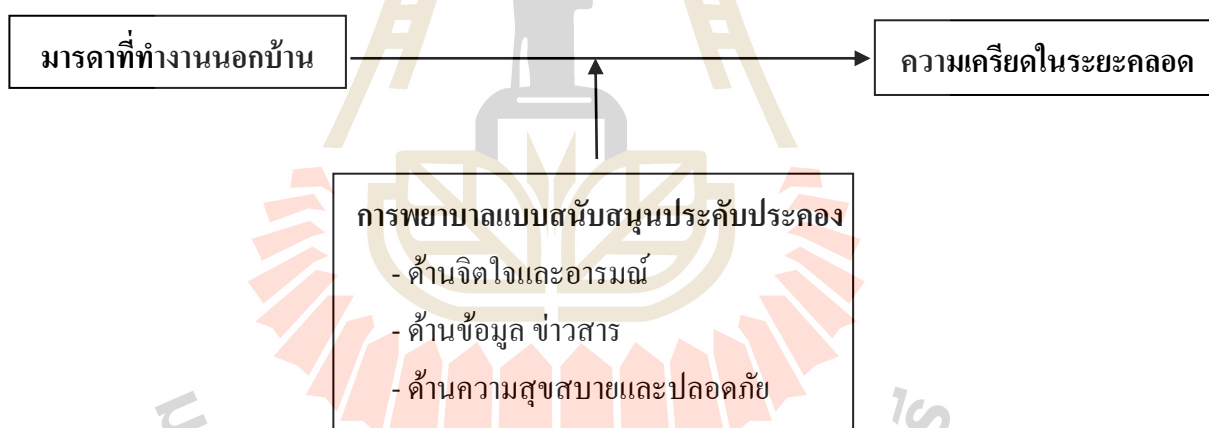 มารดาที่ทำงานนอกบ้าน
ความเครียดในระยะคลอด
การพยาบาลแบบสนับสนุนประคับประคอง
- ด้านจิตใจและอารมณ์
- ด้านข้อมูล ข่าวสาร
- ด้านความสุขสบายและปลอดภัย